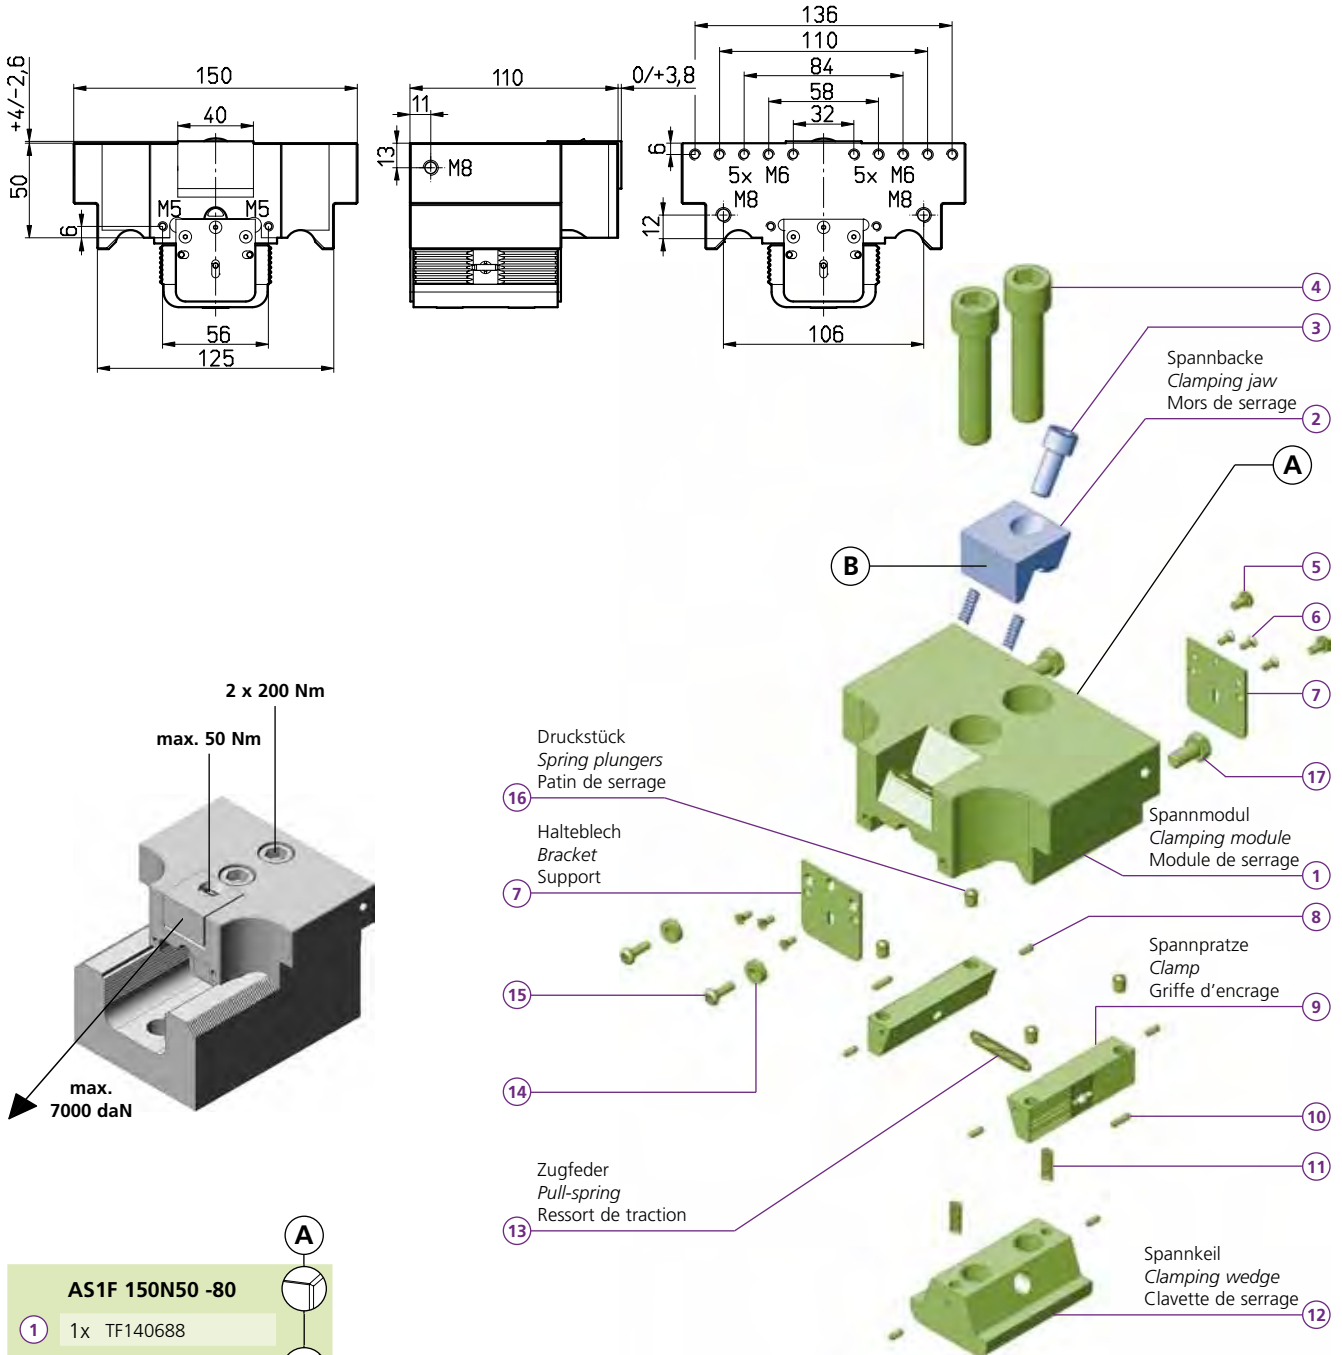 136
110
84
58
32
+4/-2,6
150
40
50
6
M5 M5
56
125
110
0/+3,8
11
13
M8
6
5x M6 5x M6
M8 M8
12
106
4
3
Spannbacke
Clamping jaw
Mors de serrage
2
A
B
5
6
7
17
2 x 200 Nm
max. 50 Nm
max.
7000 daN
Druckstück
Spring plungers
Patin de serrage
16
Halteblech
Bracket
Support
7
Spannmodul
Clamping module
Module de serrage
1
8
Spannpratze
Clamp
Griffe d'encrage
9
15
14
10
11
Zugfeder
Pull-spring
Ressort de traction
13
Spannkeil
Clamping wedge
Clavette de serrage
12
A
AS1F 150N50 -80
1 1x TF140688